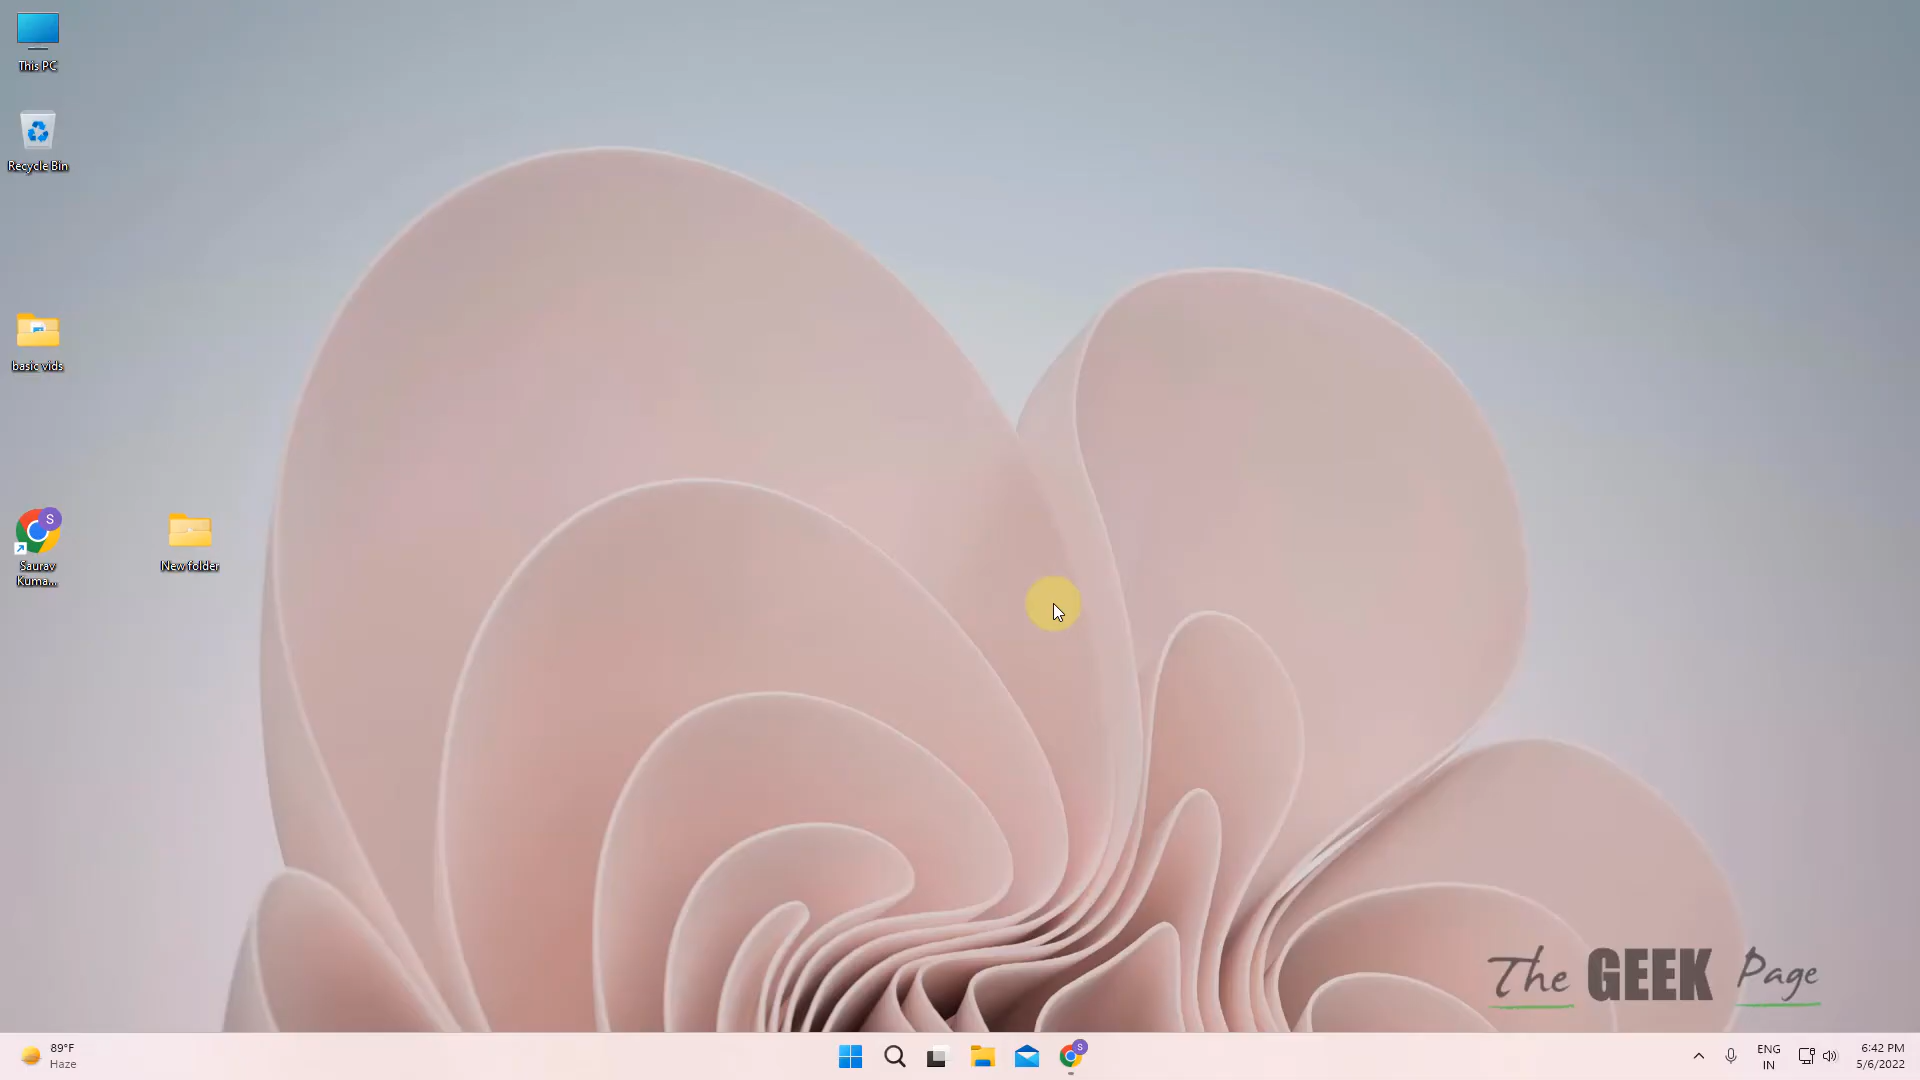 This PC
Recycle Bin
basic vids
Saurav
Kuma...
S
New folder
The GEEK Page
89°F
Haze
S
ENG
IN
6:42 PM
5/6/2022